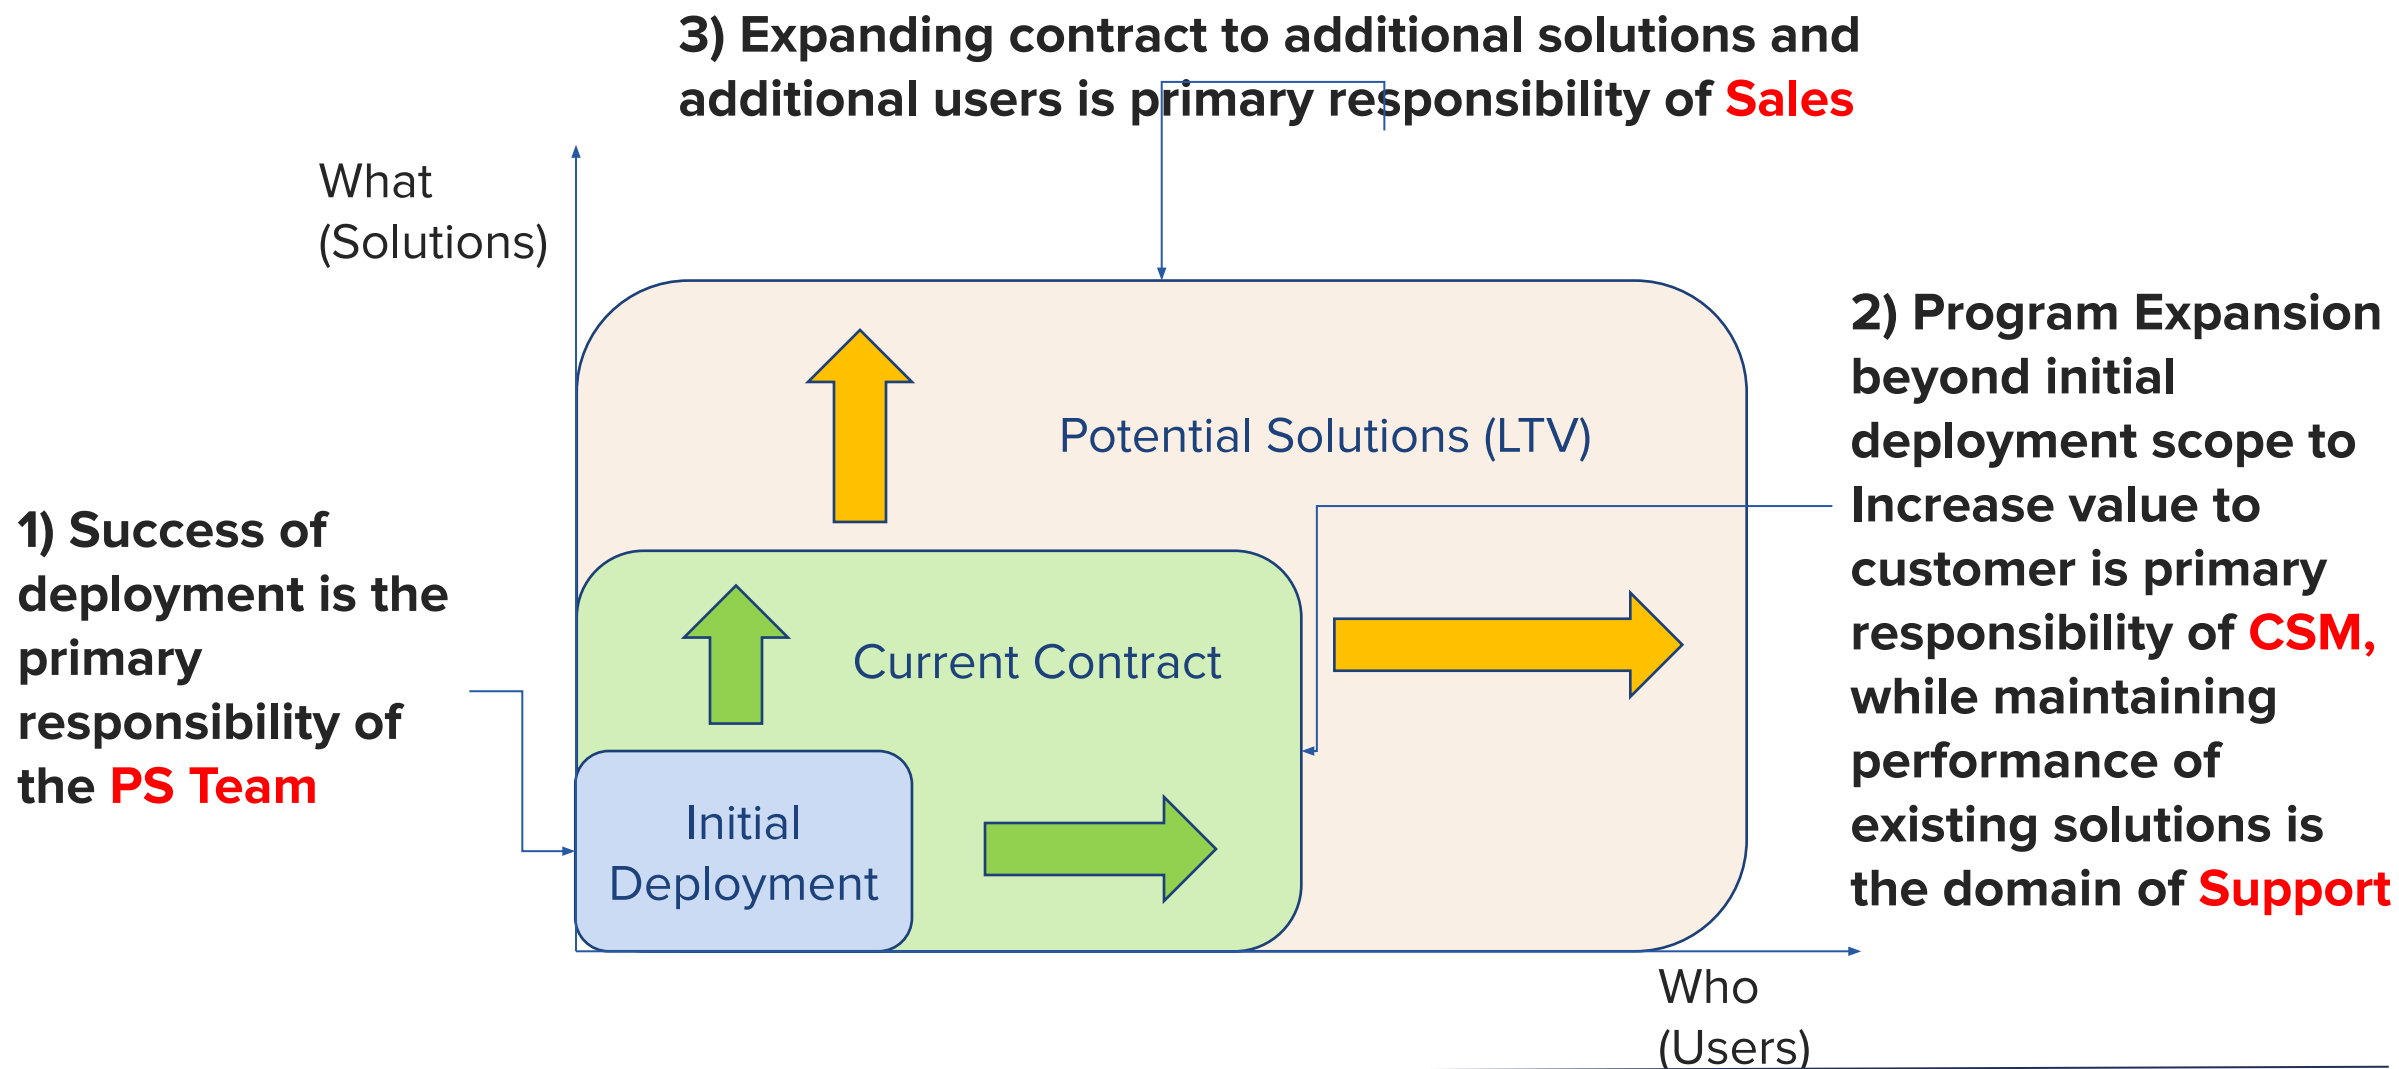 3) Expanding contract to additional solutions and
additional users is primary responsibility of Sales
What
(Solutions)
2) Program Expansion
beyond initial
deployment scope to
Increase value to
customer is primary
responsibility of CSM,
while maintaining
performance of
existing solutions is
the domain of Support
Potential Solutions (LTV)
1) Success of
deployment is the
primary
responsibility of
the PS Team
Current Contract
Initial
Deployment
Who
(Users)